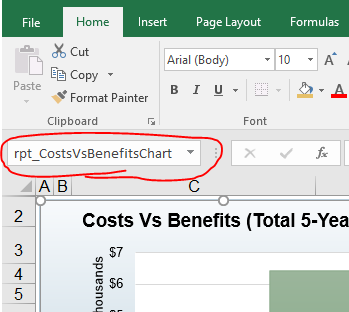 File Home Insert Page Layout Formulas
Cut
Copy
Paste
Format Painter
Clipboard
Arial (Body) 10 A A
B I U A
Font
rpt_CostsVsBenefitsChart fx
A B C
2
3
4
5
Costs Vs Benefits (Total 5-Yea
$7
$6
thousands